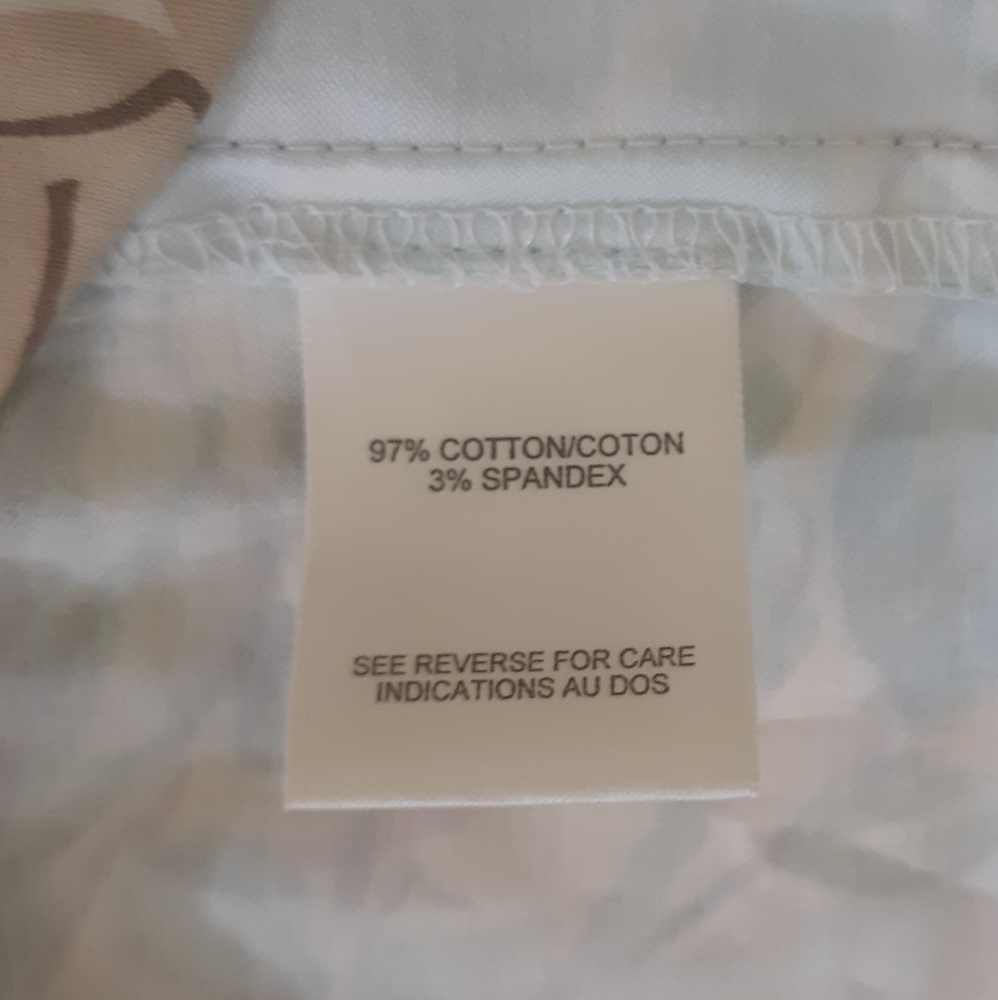 97% COTTON/COTON
3% SPANDEX
SEE REVERSE FOR CARE
INDICATIONS AU DOS